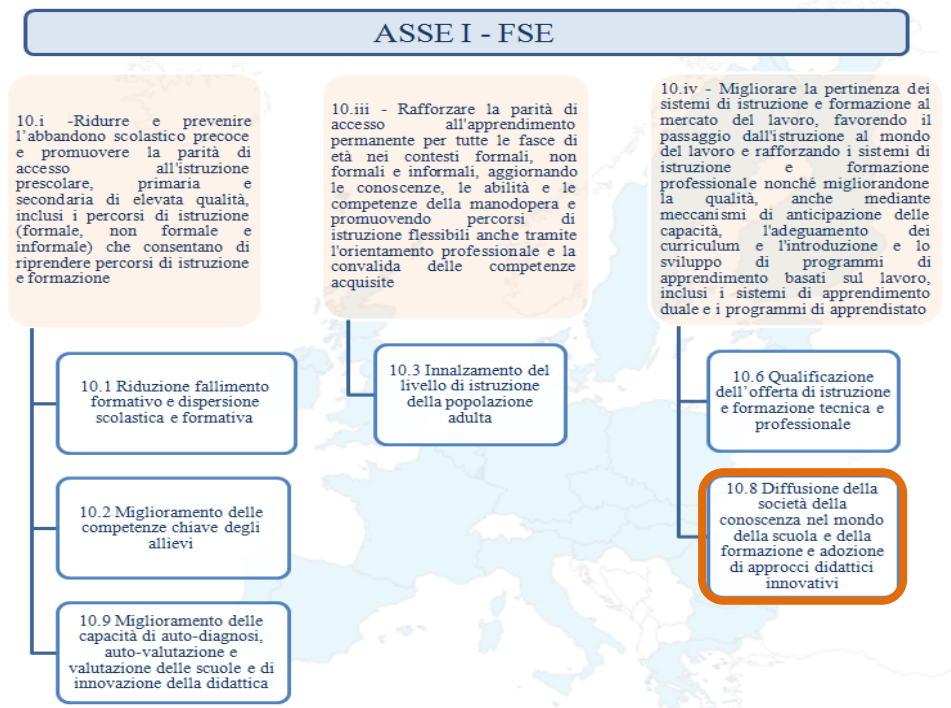 ASSE I - FSE
10.i -Ridurre e prevenire
l'abbandono scolastico precoce
e promuovere la parità di
accesso all'istruzione
prescolare, primaria e
secondaria di elevata qualità,
inclusi i percorsi di istruzione
(formale, non formale e
informale) che consentano di
riprendere percorsi di istruzione
e formazione
10.1 Riduzione fallimento
formativo e dispersione
scolastica e formativa
10.2 Miglioramento delle
competenze chiave degli
allievi
10.9 Miglioramento delle
capacità di auto-diagnosi,
auto-valutazione e
valutazione delle scuole e di
innovazione della didattica
10.iii - Rafforzare la parità di
accesso all'apprendimento
permanente per tutte le fasce di
età nei contesti formali, non
formali e informali, aggiornando
le conoscenze, le abilità e le
competenze della manodopera e
promuovendo percorsi di
istruzione flessibili anche tramite
l'orientamento professionale e la
convalida delle competenze
acquisite
10.3 Innalzamento del
livello di istruzione
della popolazione
adulta
10.iv - Migliorare la pertinenza dei
sistemi di istruzione e formazione al
mercato del lavoro, favorendo il
passaggio dall'istruzione al mondo
del lavoro e rafforzando i sistemi di
istruzione e formazione
professionale nonché migliorandone
la qualità, anche mediante
meccanismi di anticipazione delle
capacità, l'adeguamento dei
curriculum e l'introduzione e lo
sviluppo di programmi di
apprendimento basati sul lavoro,
inclusi i sistemi di apprendimento
duale e i programmi di apprendistato
10.6 Qualificazione
dell'offerta di istruzione
e formazione tecnica e
professionale
10.8 Diffusione della
società della
conoscenza nel mondo
della scuola e della
formazione e adozione
di approcci didattici
innovativi